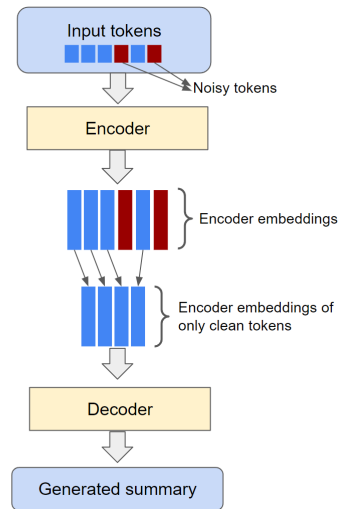 Input tokens
Noisy tokens
Encoder
Encoder embeddings
Encoder embeddings of
only clean tokens
Decoder
Generated summary